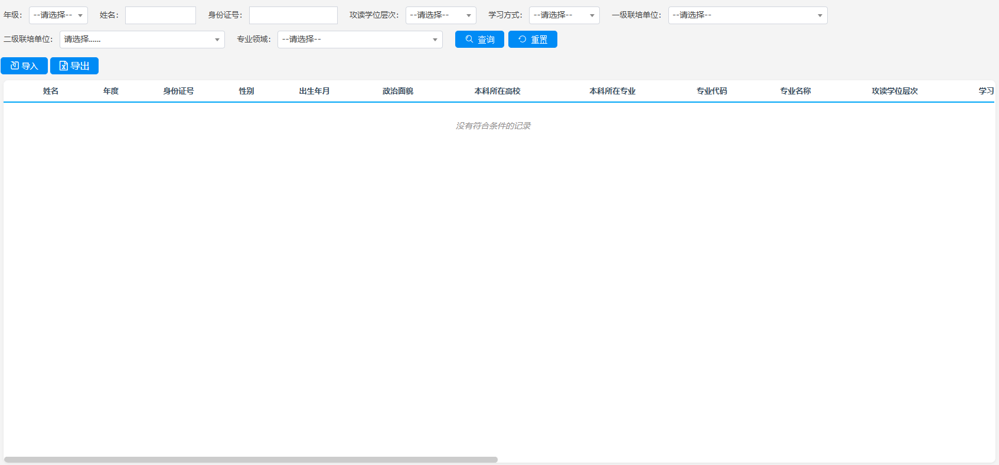 年级: --请选择-- 姓名: 身份证号: 攻读学位层次: --请选择-- 学习方式: --请选择-- 一级联培单位: --请选择--
二级联培单位: 请选择...... 专业领域: --请选择-- 查询 重置
导入 导出
姓名 年度 身份证号 性别 出生年月 政治面貌 本科所在高校 本科所在专业 专业代码 专业名称 攻读学位层次 学习
没有符合条件的记录